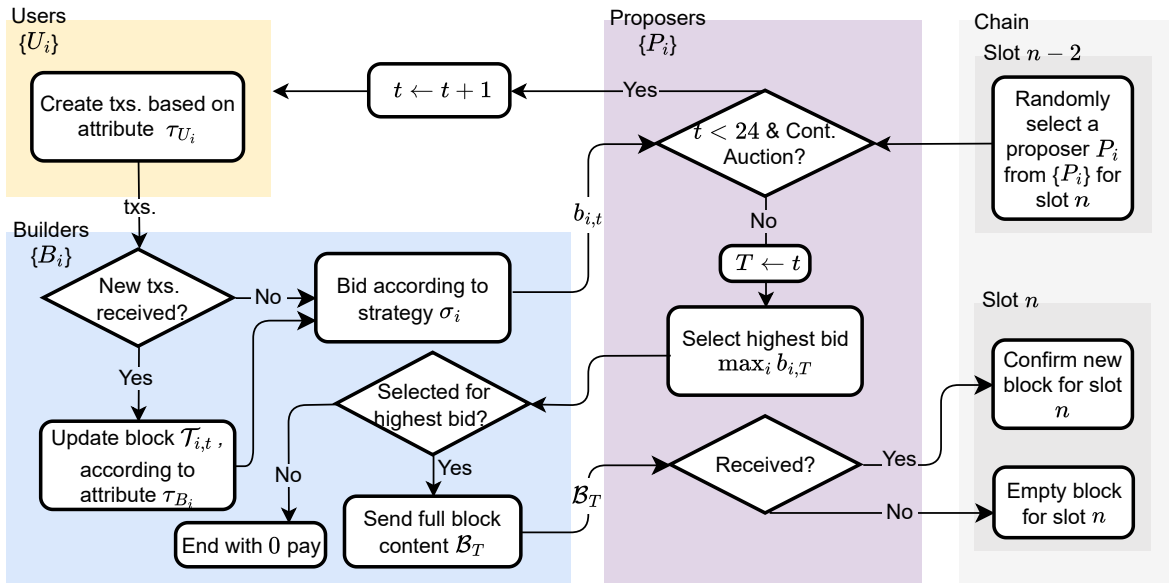 Users
{U_i}
Create txs. based on
attribute τ_{U_i}
txs.
Builders
{B_i}
New txs.
received?
No
Yes
Update block 𝒯_{i,t} ,
according to
attribute τ_{B_i}
Bid according to
strategy σ_i
b_{i,t}
Selected for
highest bid?
No
Yes
End with 0 pay
Send full block
content ℬ_T
ℬ_T
t ← t + 1
Yes
Proposers
{P_i}
t < 24 & Cont.
Auction?
No
T ← t
Select highest bid
max_i b_{i,T}
Received?
Yes
No
Chain
Slot n − 2
Randomly
select a
proposer P_i
from {P_i} for
slot n
Slot n
Confirm new
block for slot
n
Empty block
for slot n